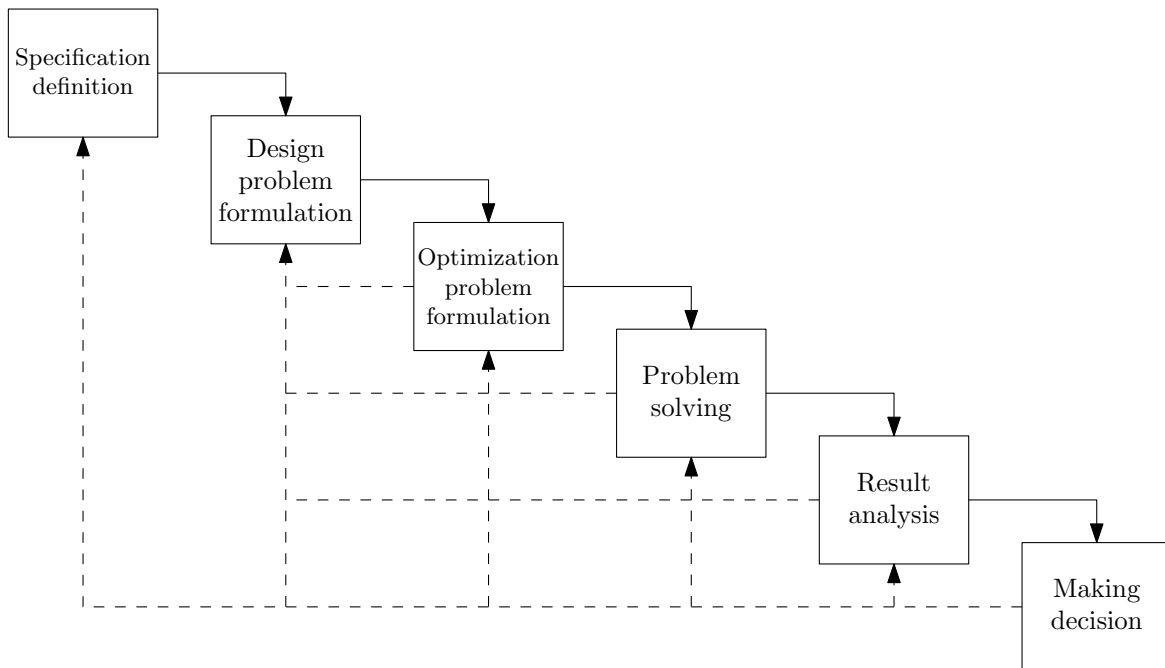 Specification
definition
Design
problem
formulation
Optimization
problem
formulation
Problem
solving
Result
analysis
Making
decision